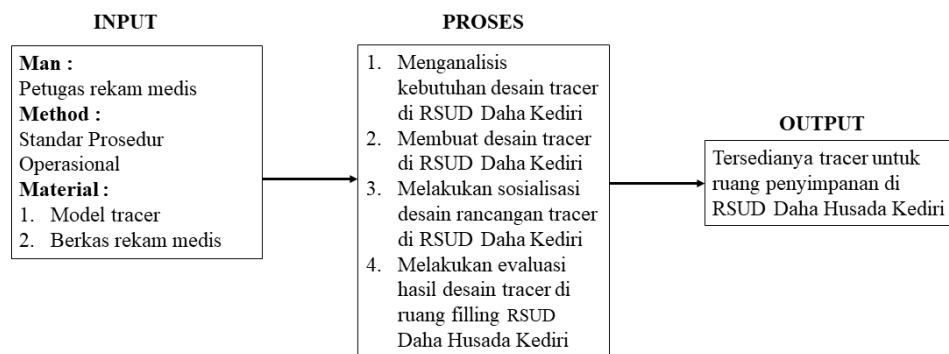 INPUT
Man :
Petugas rekam medis
Method :
Standar Prosedur
Operasional
Material :
1. Model tracer
2. Berkas rekam medis
PROSES
1. Menganalisis
kebutuhan desain tracer
di RSUD Daha Kediri
2. Membuat desain tracer
di RSUD Daha Kediri
3. Melakukan sosialisasi
desain rancangan tracer
di RSUD Daha Kediri
4. Melakukan evaluasi
hasil desain tracer di
ruang filling RSUD
Daha Husada Kediri
OUTPUT
Tersedianya tracer untuk
ruang penyimpanan di
RSUD Daha Husada Kediri